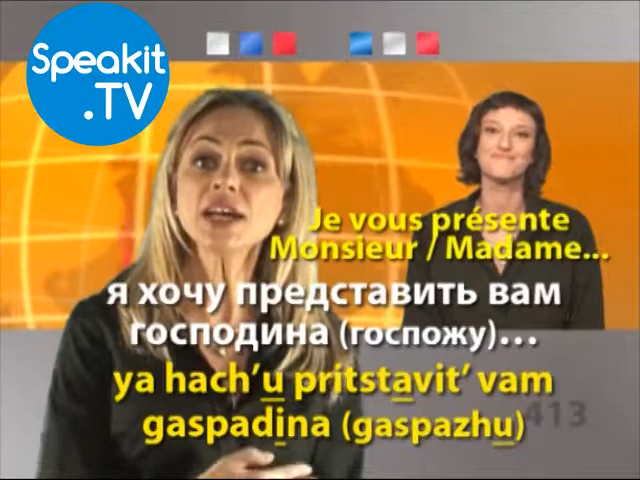 Speakit
.TV
Je vous présente
Monsieur / Madame...
я хочу представить вам
господина (госпожу)...
ya hach'u pritstavit' vam
gaspadina (gaspazhu)
413